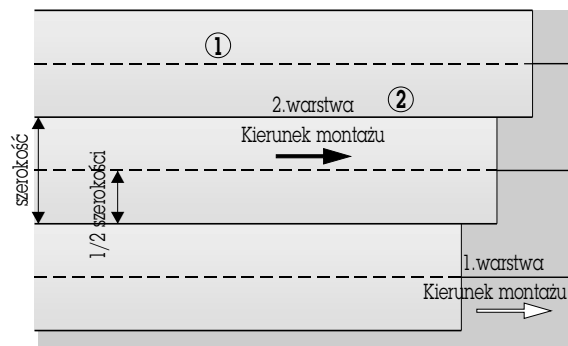 ①
2.warstwa ②
Kierunek montażu
szerokość
1/2 szerokości
1.warstwa
Kierunek montażu